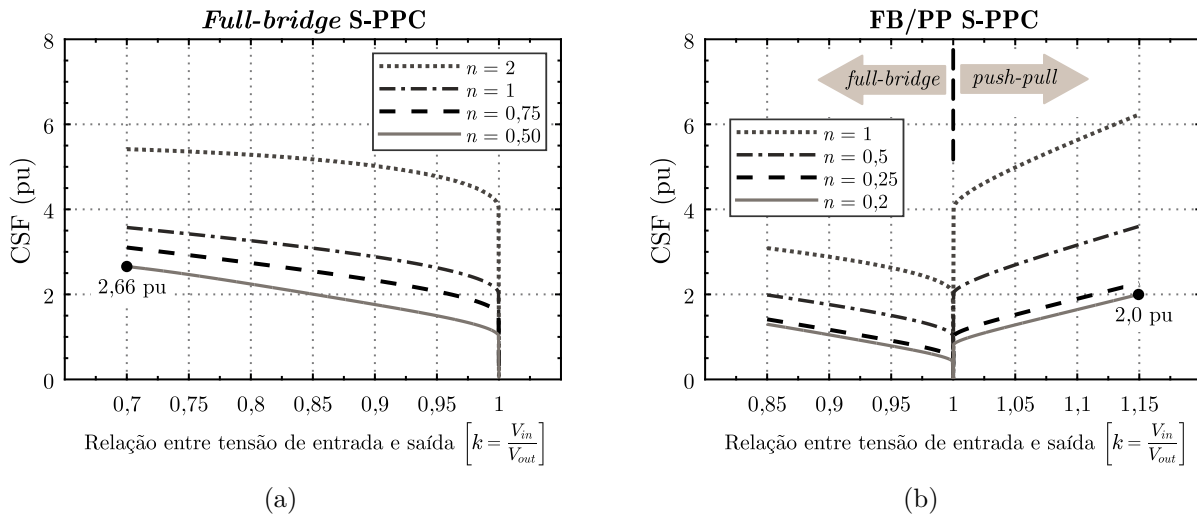 Full-bridge S-PPC
CSF (pu)
8
6
4
2
0
n = 2
n = 1
n = 0,75
n = 0,50
2,66 pu
0,7 0,75 0,8 0,85 0,9 0,95 1
Relação entre tensão de entrada e saída [k = V_in/V_out]
(a)
FB/PP S-PPC
CSF (pu)
8
6
4
2
0
full-bridge push-pull
n = 1
n = 0,5
n = 0,25
n = 0,2
2,0 pu
0,85 0,9 0,95 1 1,05 1,1 1,15
Relação entre tensão de entrada e saída [k = V_in/V_out]
(b)